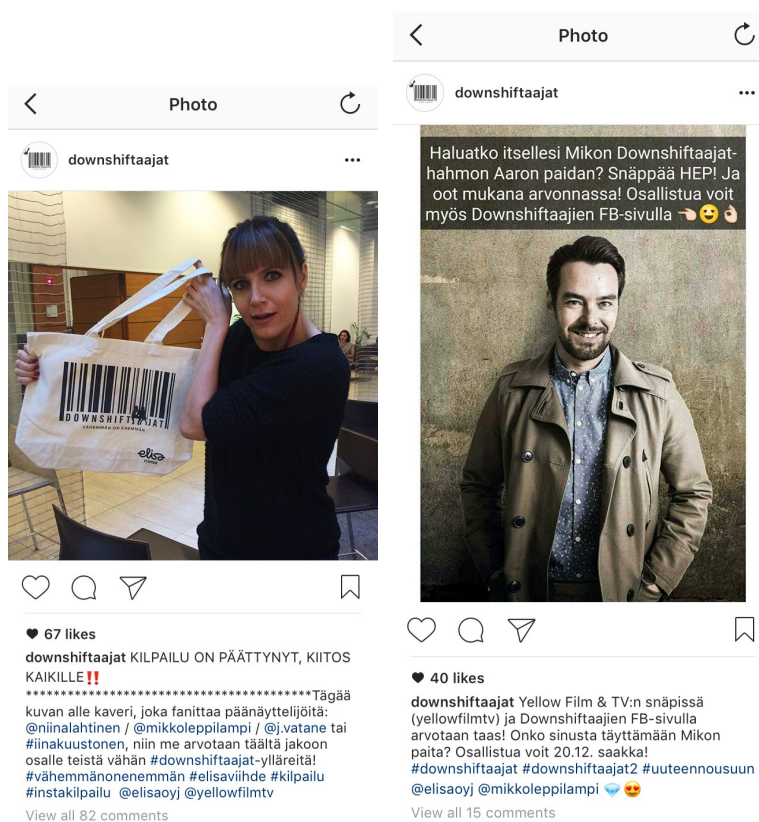 Photo
downshiftaajat
DOWNSHIFTAAJAT
VÄHEMMÄN ON ENEMMÄN
elisa
VIIHDE
67 likes
downshiftaajat KILPAILU ON PÄÄTTYNYT, KIITOS
KAIKILLE‼️
*****************************************Tägää
kuvan alle kaveri, joka fanittaa päänäyttelijöitä:
@niinalahtinen / @mikkoleppilampi / @j.vatane tai
#iinakuustonen, niin me arvotaan täältä jakoon
osalle teistä vähän #downshiftaajat-ylläreitä!
#vähemmänonenemmän #elisaviihde #kilpailu
#instakilpailu @elisaoyj @yellowfilmtv
View all 82 comments
Photo
downshiftaajat
Haluatko itsellesi Mikon Downshiftaajat-
hahmon Aaron paidan? Snäppää HEP! Ja
oot mukana arvonnassa! Osallistua voit
myös Downshiftaajien FB-sivulla 👈🏻😃👌🏻
40 likes
downshiftaajat Yellow Film & TV:n snäpissä
(yellowfilmtv) ja Downshiftaajien FB-sivulla
arvotaan taas! Onko sinusta täyttämään Mikon
paita? Osallistua voit 20.12. saakka!
#downshiftaajat #downshiftaajat2 #uuteennousuun
@elisaoyj @mikkoleppilampi 💎😍
View all 15 comments